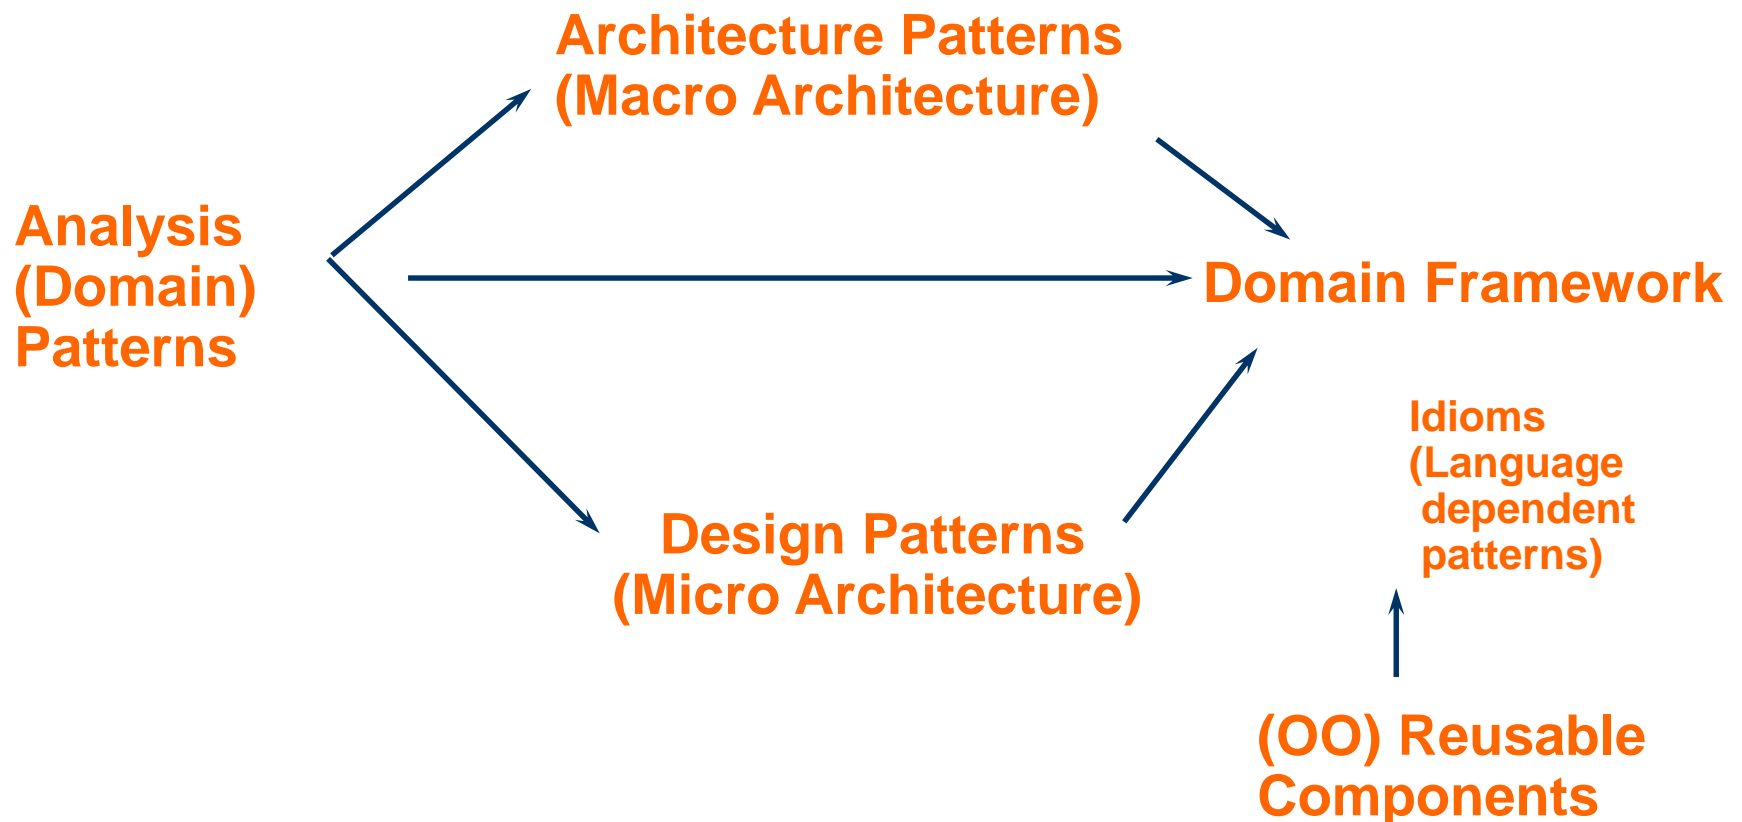 Architecture Patterns
(Macro Architecture)
Analysis
(Domain)
Patterns
Domain Framework
Idioms
(Language
dependent
patterns)
Design Patterns
(Micro Architecture)
(OO) Reusable
Components